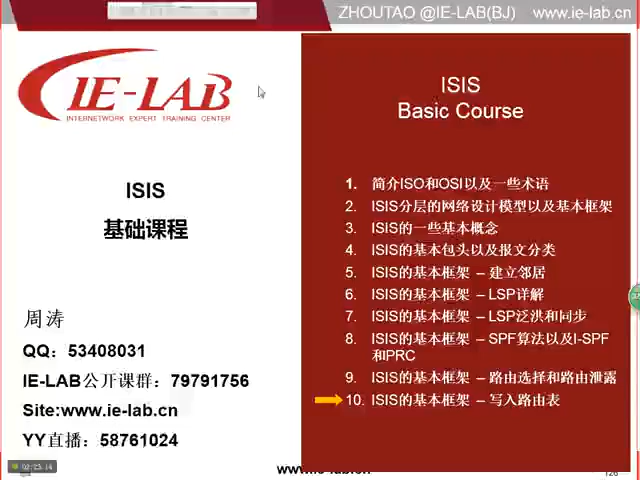 ZHOUTAO @IE-LAB(BJ) www.ie-lab.cn
IE-LAB
INTERNETWORK EXPERT TRAINING CENTER
ISIS
基础课程
周涛
QQ：53408031
IE-LAB公开课群：79791756
Site:www.ie-lab.cn
YY直播：58761024
ISIS
Basic Course
1. 简介ISO和OSI以及一些术语
2. ISIS分层的网络设计模型以及基本框架
3. ISIS的一些基本概念
4. ISIS的基本包头以及报文分类
5. ISIS的基本框架 – 建立邻居
6. ISIS的基本框架 – LSP详解
7. ISIS的基本框架 – LSP泛洪和同步
8. ISIS的基本框架 – SPF算法以及I-SPF
和PRC
9. ISIS的基本框架 – 路由选择和路由泄露
10. ISIS的基本框架 – 写入路由表
www.ie-lab.cn
126